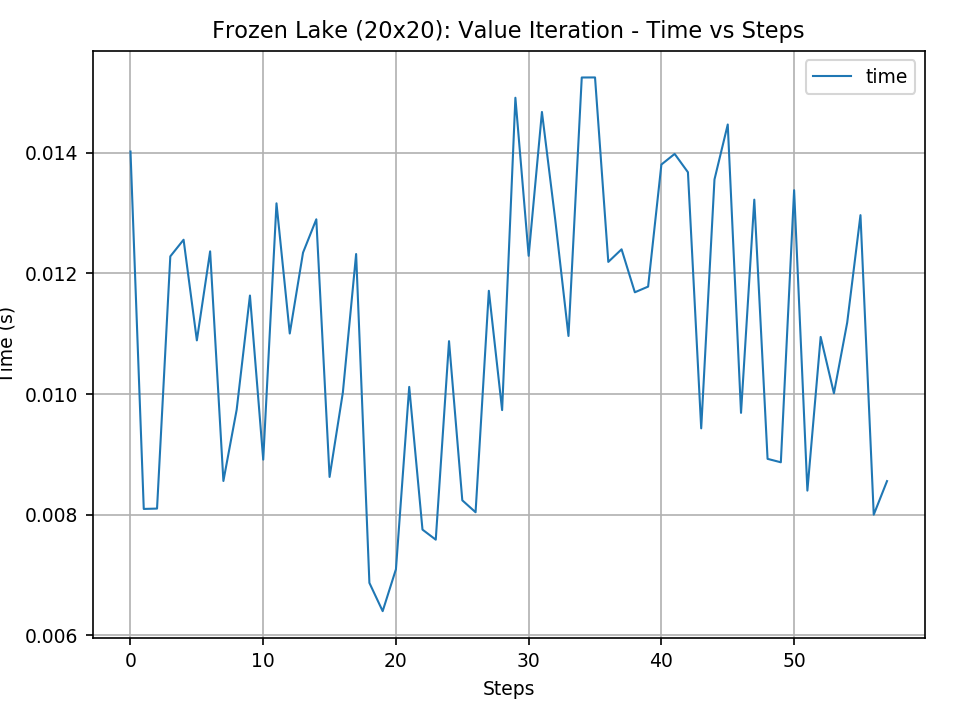 Frozen Lake (20x20): Value Iteration - Time vs Steps
time
0.014
0.012
0.010
0.008
0.006
Time (s)
0 10 20 30 40 50
Steps